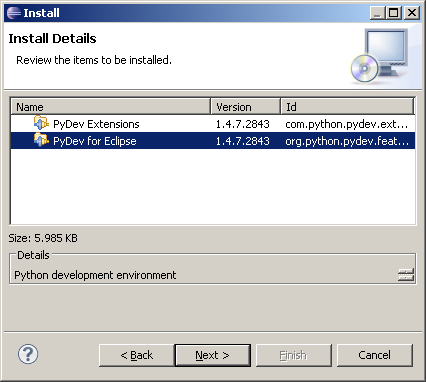 Install
Install Details
Review the items to be installed.
Name Version Id
PyDev Extensions 1.4.7.2843 com.python.pydev.ext...
PyDev for Eclipse 1.4.7.2843 org.python.pydev.feat...
Size: 5.985 KB
Details
Python development environment
? < Back Next > Finish Cancel